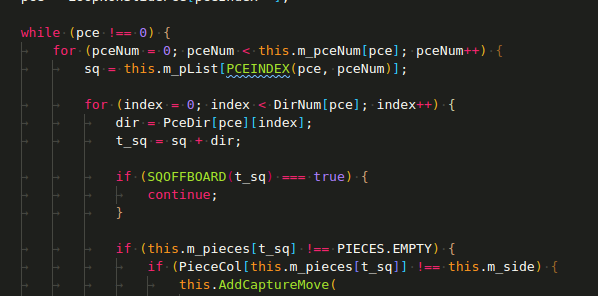 while (pce !== 0) {
for (pceNum = 0; pceNum < this.m_pceNum[pce]; pceNum++) {
sq = this.m_pList[PCEINDEX(pce, pceNum)];
for (index = 0; index < DirNum[pce]; index++) {
dir = PceDir[pce][index];
t_sq = sq + dir;
if (SQOFFBOARD(t_sq) === true) {
continue;
}
if (this.m_pieces[t_sq] !== PIECES.EMPTY) {
if (PieceCol[this.m_pieces[t_sq]] !== this.m_side) {
this.AddCaptureMove(